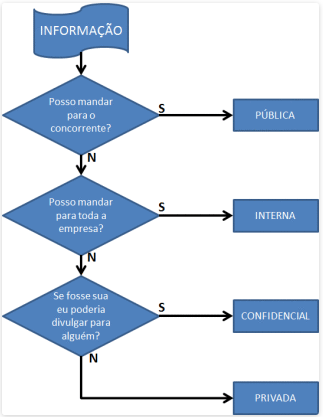 INFORMAÇÃO
Posso mandar
para o
concorrente?
S
PÚBLICA
N
Posso mandar
para toda a
empresa?
S
INTERNA
N
Se fosse sua
eu poderia
divulgar para
alguém?
S
CONFIDENCIAL
N
PRIVADA